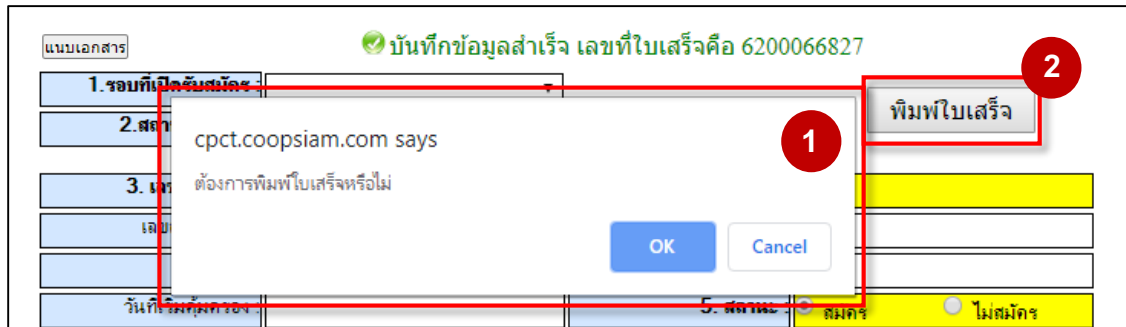 แนบเอกสาร
บันทึกข้อมูลสำเร็จ เลขที่ใบเสร็จคือ 6200066827
1.รอบที่เปิดรับสมัคร :
2
พิมพ์ใบเสร็จ
cpct.coopsiam.com says
1
ต้องการพิมพ์ใบเสร็จหรือไม่
OK Cancel
วันที่เริ่มคุ้มครอง :
5. สถานะ :
สมัคร
ไม่สมัคร